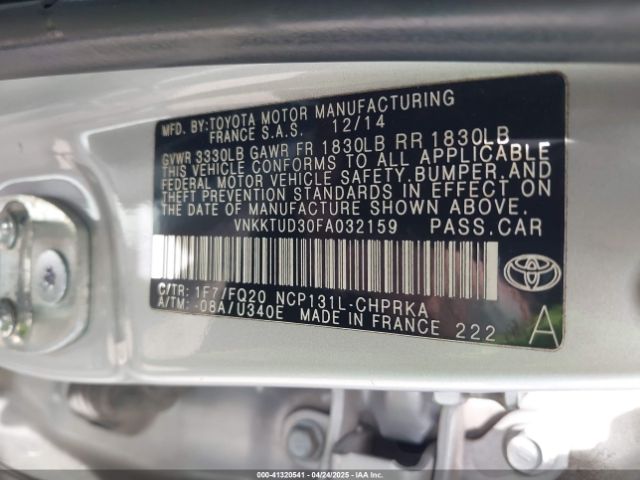 MFD. BY: TOYOTA MOTOR MANUFACTURING
FRANCE S.A.S. 12/14
GVWR 3330LB GAWR FR 1830LB RR 1830LB
THIS VEHICLE CONFORMS TO ALL APPLICABLE
FEDERAL MOTOR VEHICLE SAFETY, BUMPER, AND
THEFT PREVENTION STANDARDS IN EFFECT ON
THE DATE OF MANUFACTURE SHOWN ABOVE.
VNKKTUD30FA032159 PASS.CAR
C/TR: 1F7/FQ20 NCP131L-CHPRKA
A/TM: -08A/U340E MADE IN FRANCE 222
A
000-41320541 - 04/24/2025 - IAAI.COM